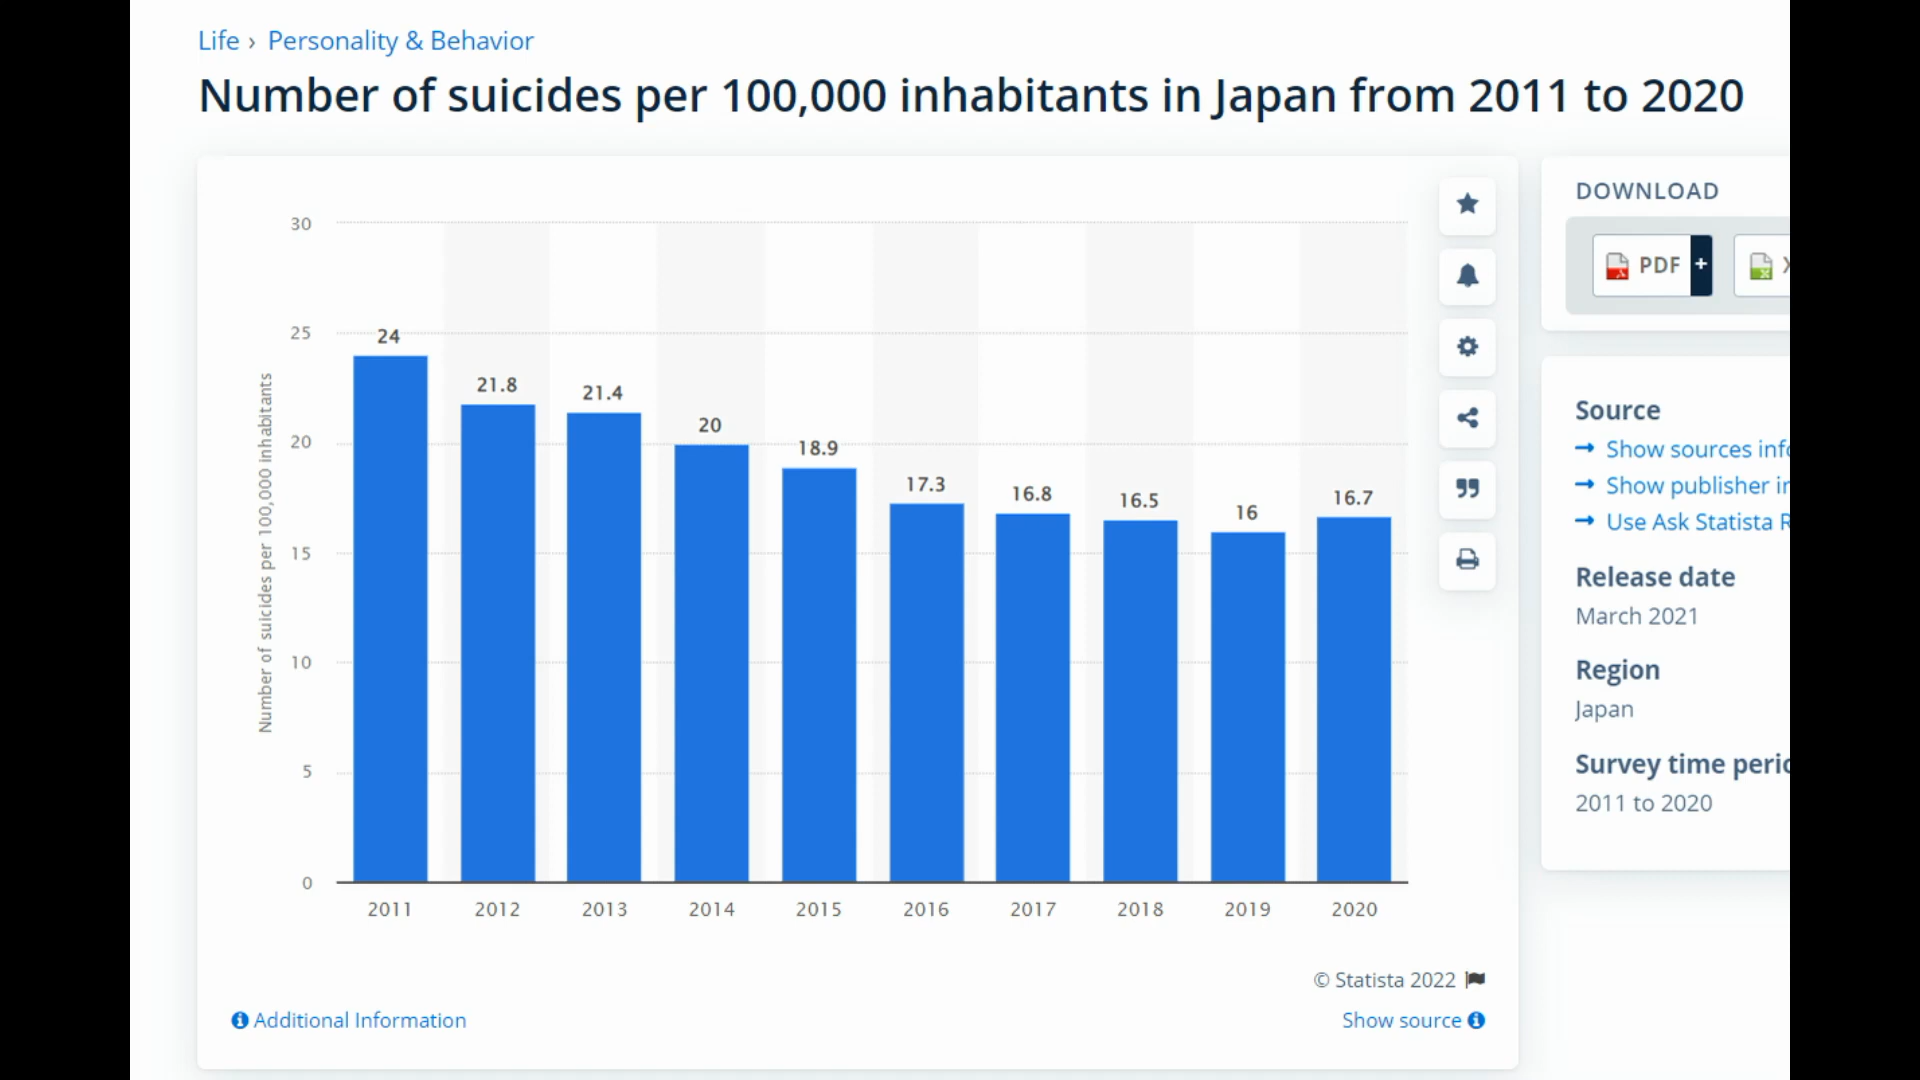 Life › Personality & Behavior
Number of suicides per 100,000 inhabitants in Japan from 2011 to 2020
Number of suicides per 100,000 inhabitants
30
25
20
15
10
5
0
24
21.8
21.4
20
18.9
17.3
16.8
16.5
16
16.7
2011 2012 2013 2014 2015 2016 2017 2018 2019 2020
© Statista 2022
Additional Information
Show source
DOWNLOAD
PDF +
Source
Show sources
Show publisher
Use Ask Statista
Release date
March 2021
Region
Japan
Survey time
2011 to 2020